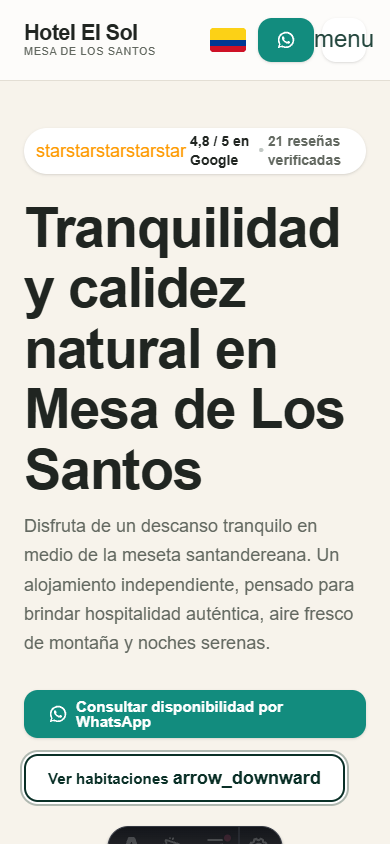 Hotel El Sol
MESA DE LOS SANTOS
menu
starstarstarstarstar 4,8 / 5 en Google • 21 reseñas verificadas
Tranquilidad
y calidez
natural en
Mesa de Los
Santos
Disfruta de un descanso tranquilo en
medio de la meseta santandereana. Un
alojamiento independiente, pensado para
brindar hospitalidad auténtica, aire fresco
de montaña y noches serenas.
Consultar disponibilidad por
WhatsApp
Ver habitaciones arrow_downward